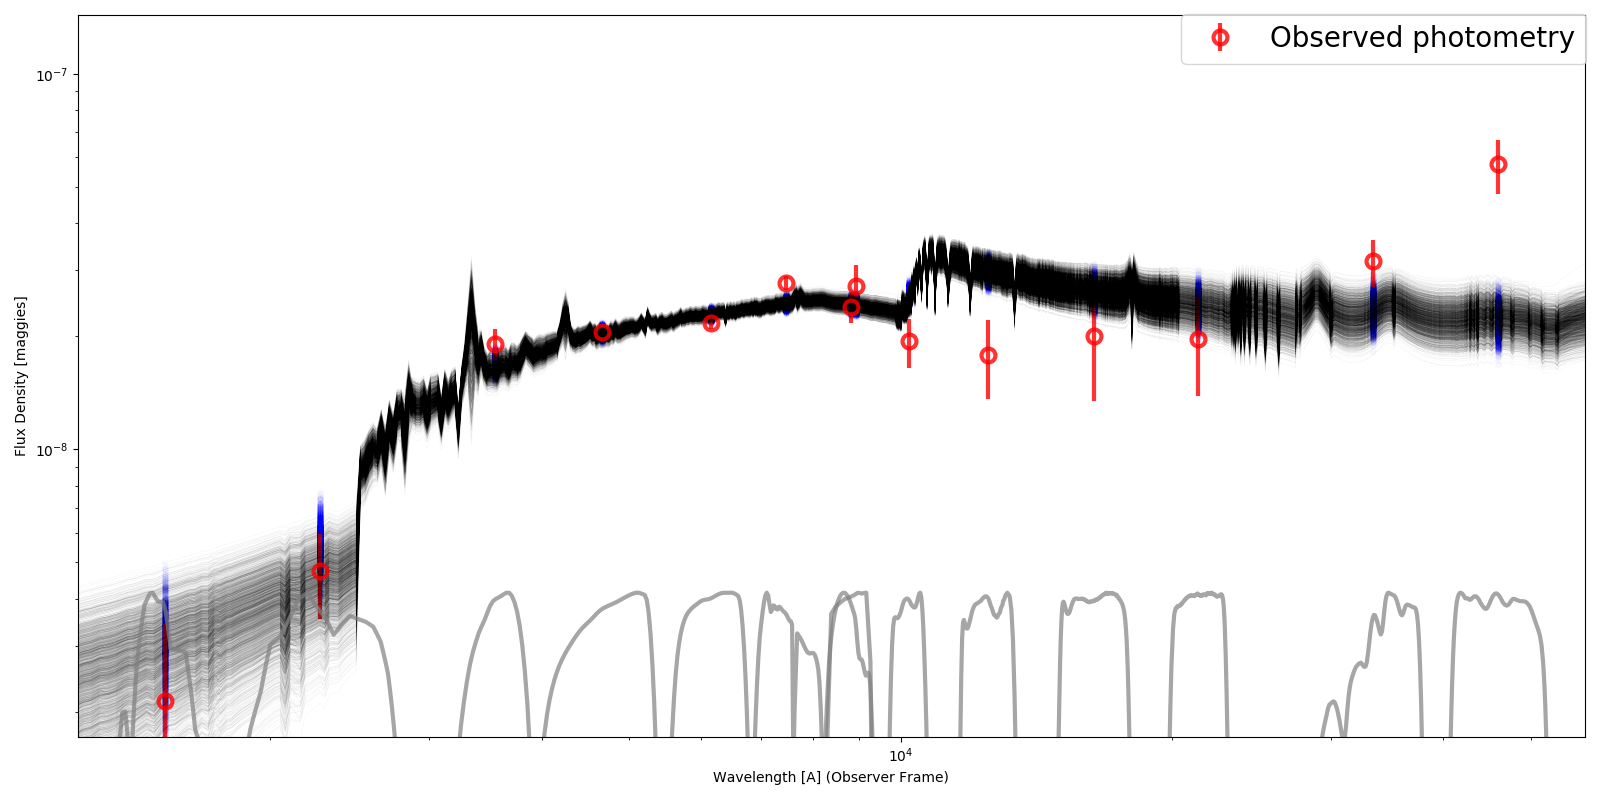 Observed photometry
10⁻⁷
10⁻⁸
Flux Density [maggies]
10⁴
Wavelength [A] (Observer Frame)